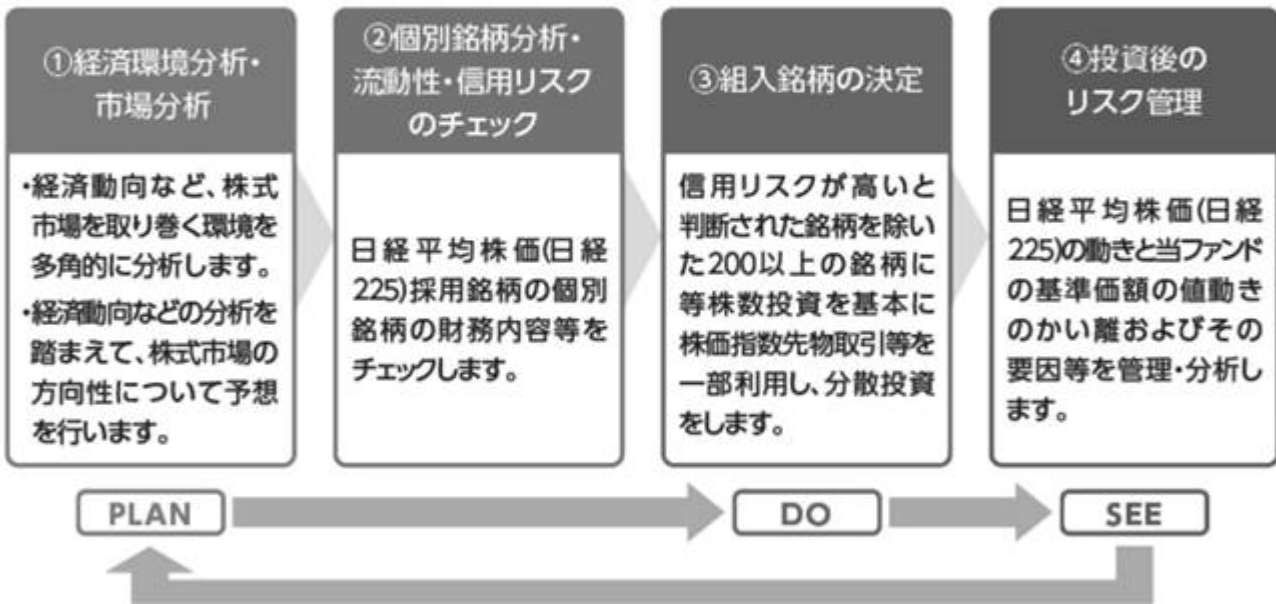 ①経済環境分析・
市場分析
・経済動向など、株式
市場を取り巻く環境を
多角的に分析します。
・経済動向などの分析を
踏まえて、株式市場の
方向性について予想
を行います。
②個別銘柄分析・
流動性・信用リスク
のチェック
日経平均株価(日経
225)採用銘柄の個別
銘柄の財務内容等を
チェックします。
③組入銘柄の決定
信用リスクが高いと
判断された銘柄を除い
た200以上の銘柄に
等株数投資を基本に
株価指数先物取引等を
一部利用し、分散投資
をします。
④投資後の
リスク管理
日経平均株価(日経
225)の動きと当ファンド
の基準価額の値動き
のかい離およびその
要因等を管理・分析し
ます。
PLAN
DO
SEE